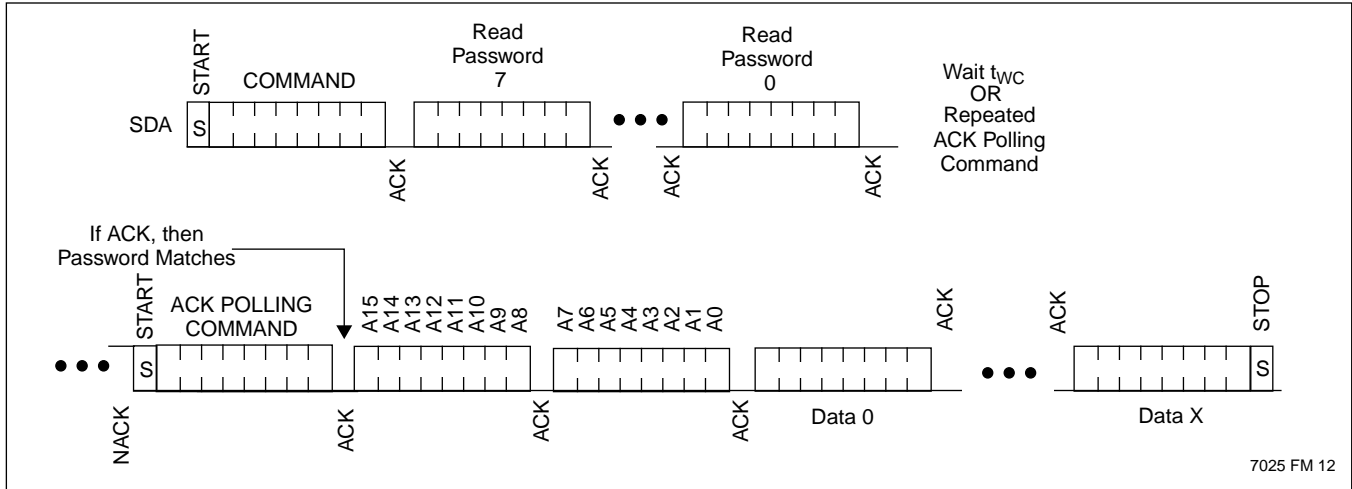 START
COMMAND
Read
Password
7
Read
Password
0
Wait tWC
OR
Repeated
ACK Polling
Command
SDA
S
ACK
ACK
ACK
ACK
If ACK, then
Password Matches
START
ACK POLLING
COMMAND
A15
A14
A13
A12
A11
A10
A9
A8
A7
A6
A5
A4
A3
A2
A1
A0
ACK
ACK
STOP
S
S
NACK
ACK
ACK
ACK
Data 0
Data X
7025 FM 12